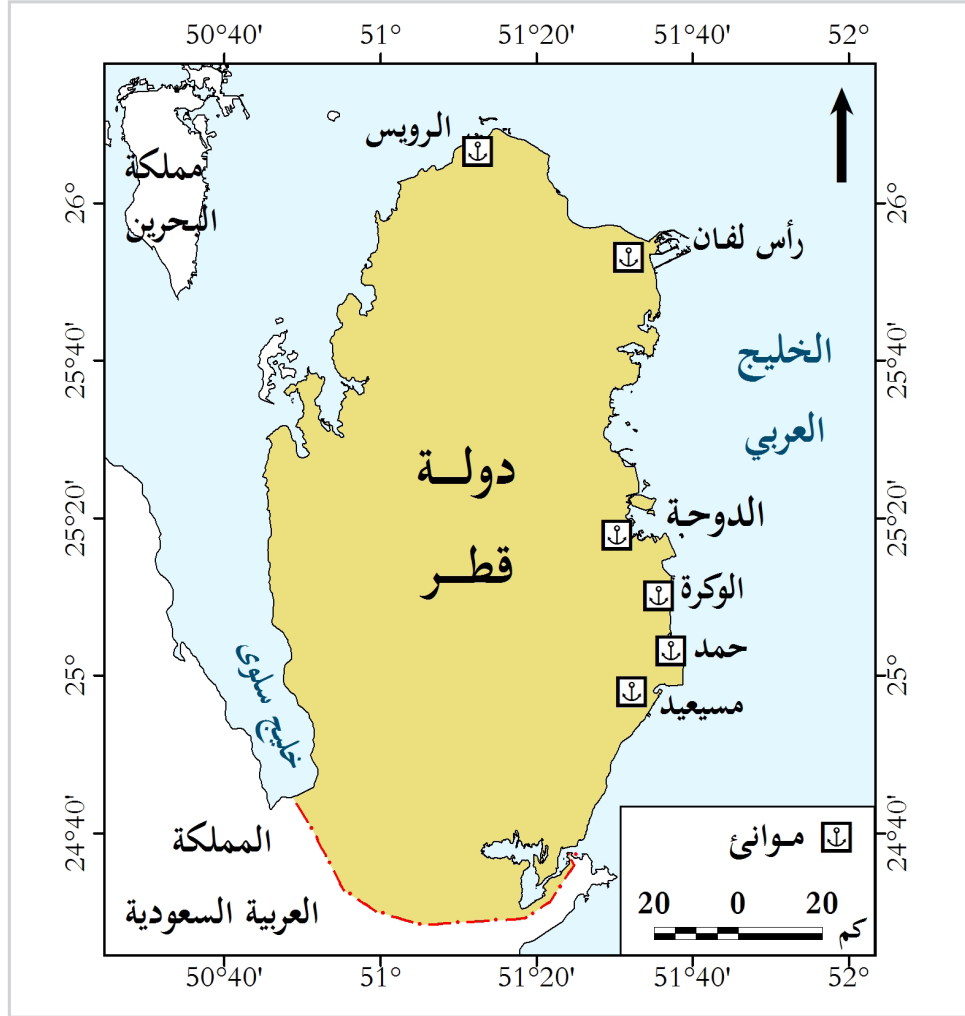 50°40' 51° 51°20' 51°40' 52°
الرويس
مملكة
البحرين
26° 26°
رأس لفان
25°40' 25°40'
الخليج
العربي
دولة
قطر
25°20' 25°20'
الدوحة
الوكرة
حمد
25° 25°
مسيعيد
خليج سلوى
24°40' 24°40'
المملكة
العربية السعودية
موانئ
20 0 20
كم
50°40' 51° 51°20' 51°40' 52°